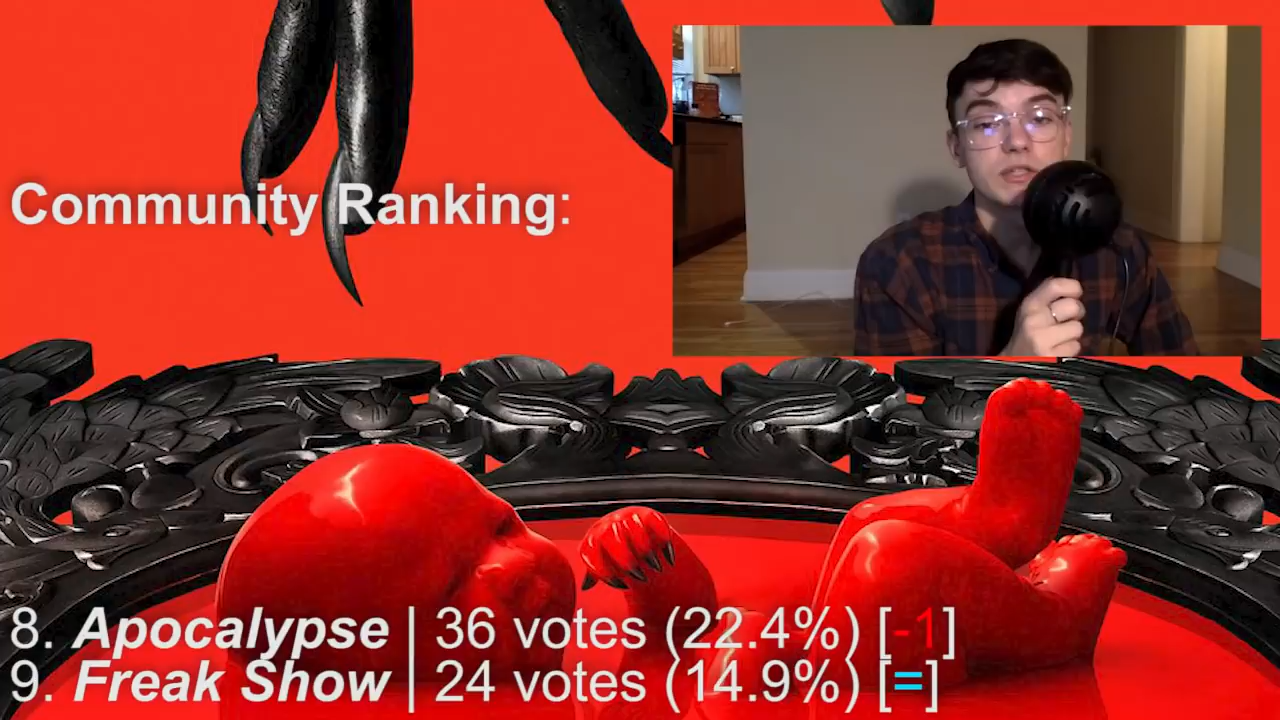 Community Ranking:
8. Apocalypse | 36 votes (22.4%) [-1]
9. Freak Show | 24 votes (14.9%) [=]